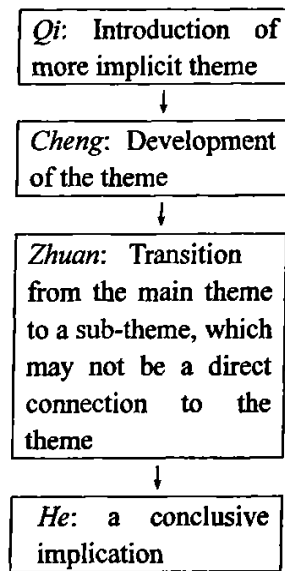 Qi: Introduction of
more implicit theme
Cheng: Development
of the theme
Zhuan: Transition
from the main theme
to a sub-theme, which
may not be a direct
connection to the
theme
He: a conclusive
implication